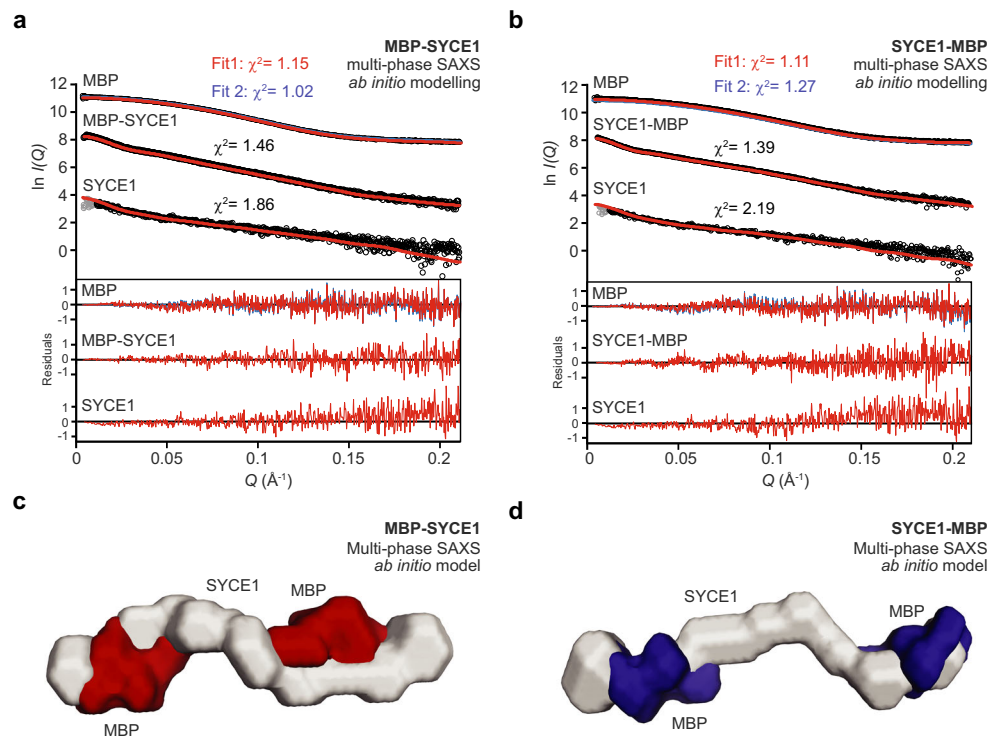 a
MBP-SYCE1
multi-phase SAXS
ab initio modelling
Fit1: χ²= 1.15
Fit 2: χ²= 1.02
12
10
8
6
4
2
0
ln I(Q)
MBP
MBP-SYCE1
χ²= 1.46
SYCE1
χ²= 1.86
Residuals
MBP
1
0
-1
MBP-SYCE1
1
0
-1
SYCE1
1
0
-1
0
0.05
0.1
0.15
0.2
Q (Å⁻¹)
b
SYCE1-MBP
multi-phase SAXS
ab initio modelling
Fit1: χ²= 1.11
Fit 2: χ²= 1.27
12
10
8
6
4
2
0
ln I(Q)
MBP
SYCE1-MBP
χ²= 1.39
SYCE1
χ²= 2.19
Residuals
MBP
1
0
-1
SYCE1-MBP
1
0
-1
SYCE1
1
0
-1
0
0.05
0.1
0.15
0.2
Q (Å⁻¹)
c
MBP-SYCE1
Multi-phase SAXS
ab initio model
SYCE1
MBP
MBP
d
SYCE1-MBP
Multi-phase SAXS
ab initio model
SYCE1
MBP
MBP